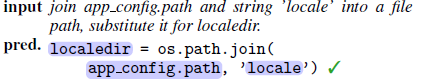 input join app_config.path and string ’locale’ into a file
path, substitute it for localedir.
pred. localedir = os.path.join(
app_config.path, ’locale’) ✓